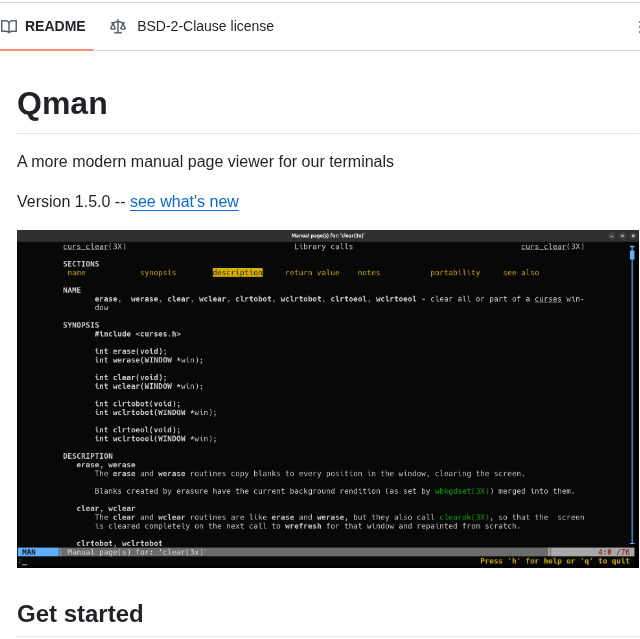 README BSD-2-Clause license
Qman
A more modern manual page viewer for our terminals
Version 1.5.0 -- see what's new
Manual page(s) for: 'clear(3x)'
curs_clear(3X) Library calls curs_clear(3X)
SECTIONS
name synopsis description return value notes portability see also
NAME
erase, werase, clear, wclear, clrtobot, wclrtobot, clrtoeol, wclrtoeol - clear all or part of a curses win-
dow
SYNOPSIS
#include <curses.h>
int erase(void);
int werase(WINDOW *win);
int clear(void);
int wclear(WINDOW *win);
int clrtobot(void);
int wclrtobot(WINDOW *win);
int clrtoeol(void);
int wclrtoeol(WINDOW *win);
DESCRIPTION
erase, werase
The erase and werase routines copy blanks to every position in the window, clearing the screen.
Blanks created by erasure have the current background rendition (as set by wbkgdset(3X)) merged into them.
clear, wclear
The clear and wclear routines are like erase and werase, but they also call clearok(3X), so that the screen
is cleared completely on the next call to wrefresh for that window and repainted from scratch.
clrtobot, wclrtobot
MAN Manual page(s) for: 'clear(3x)' 4:0 /76
:_ Press 'h' for help or 'q' to quit
Get started